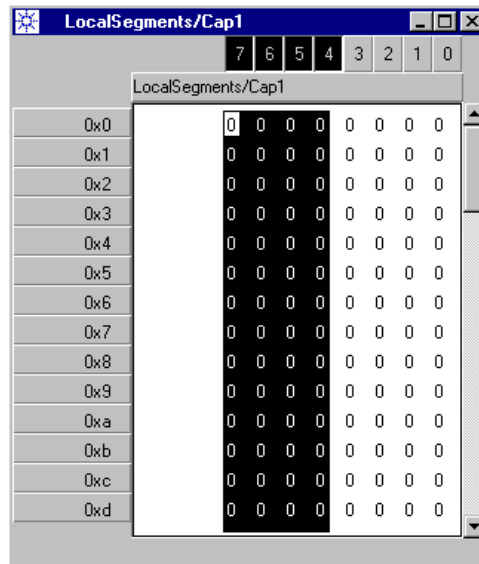 LocalSegments/Cap1
7 6 5 4 3 2 1 0
LocalSegments/Cap1
0x0 0 0 0 0 0 0 0 0
0x1 0 0 0 0 0 0 0 0
0x2 0 0 0 0 0 0 0 0
0x3 0 0 0 0 0 0 0 0
0x4 0 0 0 0 0 0 0 0
0x5 0 0 0 0 0 0 0 0
0x6 0 0 0 0 0 0 0 0
0x7 0 0 0 0 0 0 0 0
0x8 0 0 0 0 0 0 0 0
0x9 0 0 0 0 0 0 0 0
0xa 0 0 0 0 0 0 0 0
0xb 0 0 0 0 0 0 0 0
0xc 0 0 0 0 0 0 0 0
0xd 0 0 0 0 0 0 0 0